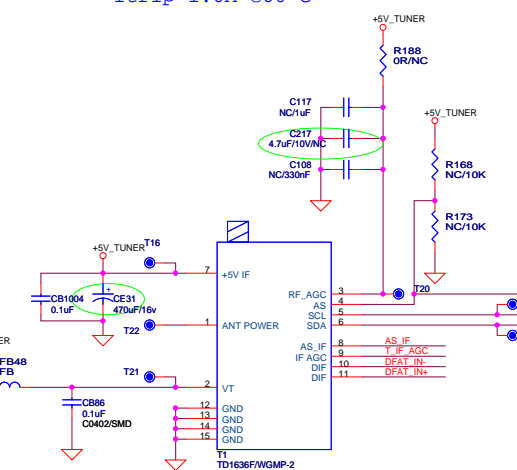 +5V_TUNER
R188
0R/NC
C117
NC/1uF
C217
4.7uF/10V/NC
C108
NC/330nF
+5V_TUNER
R168
NC/10K
R173
NC/10K
+5V_TUNER
T16
CB1004
0.1uF
CE31
470uF/16v
T22
T21
FB48
FB
CB86
0.1uF
C0402/SMD
7
+5V IF
1
ANT POWER
2
VT
12
GND
13
GND
14
GND
15
GND
RF_AGC
3
T20
AS
4
SCL
5
SDA
6
AS_IF
8
AS_IF
IF AGC
9
T_IF_AGC
DIF
10
DFAT_IN-
DIF
11
DFAT_IN+
T1
TD1636F/WGMP-2